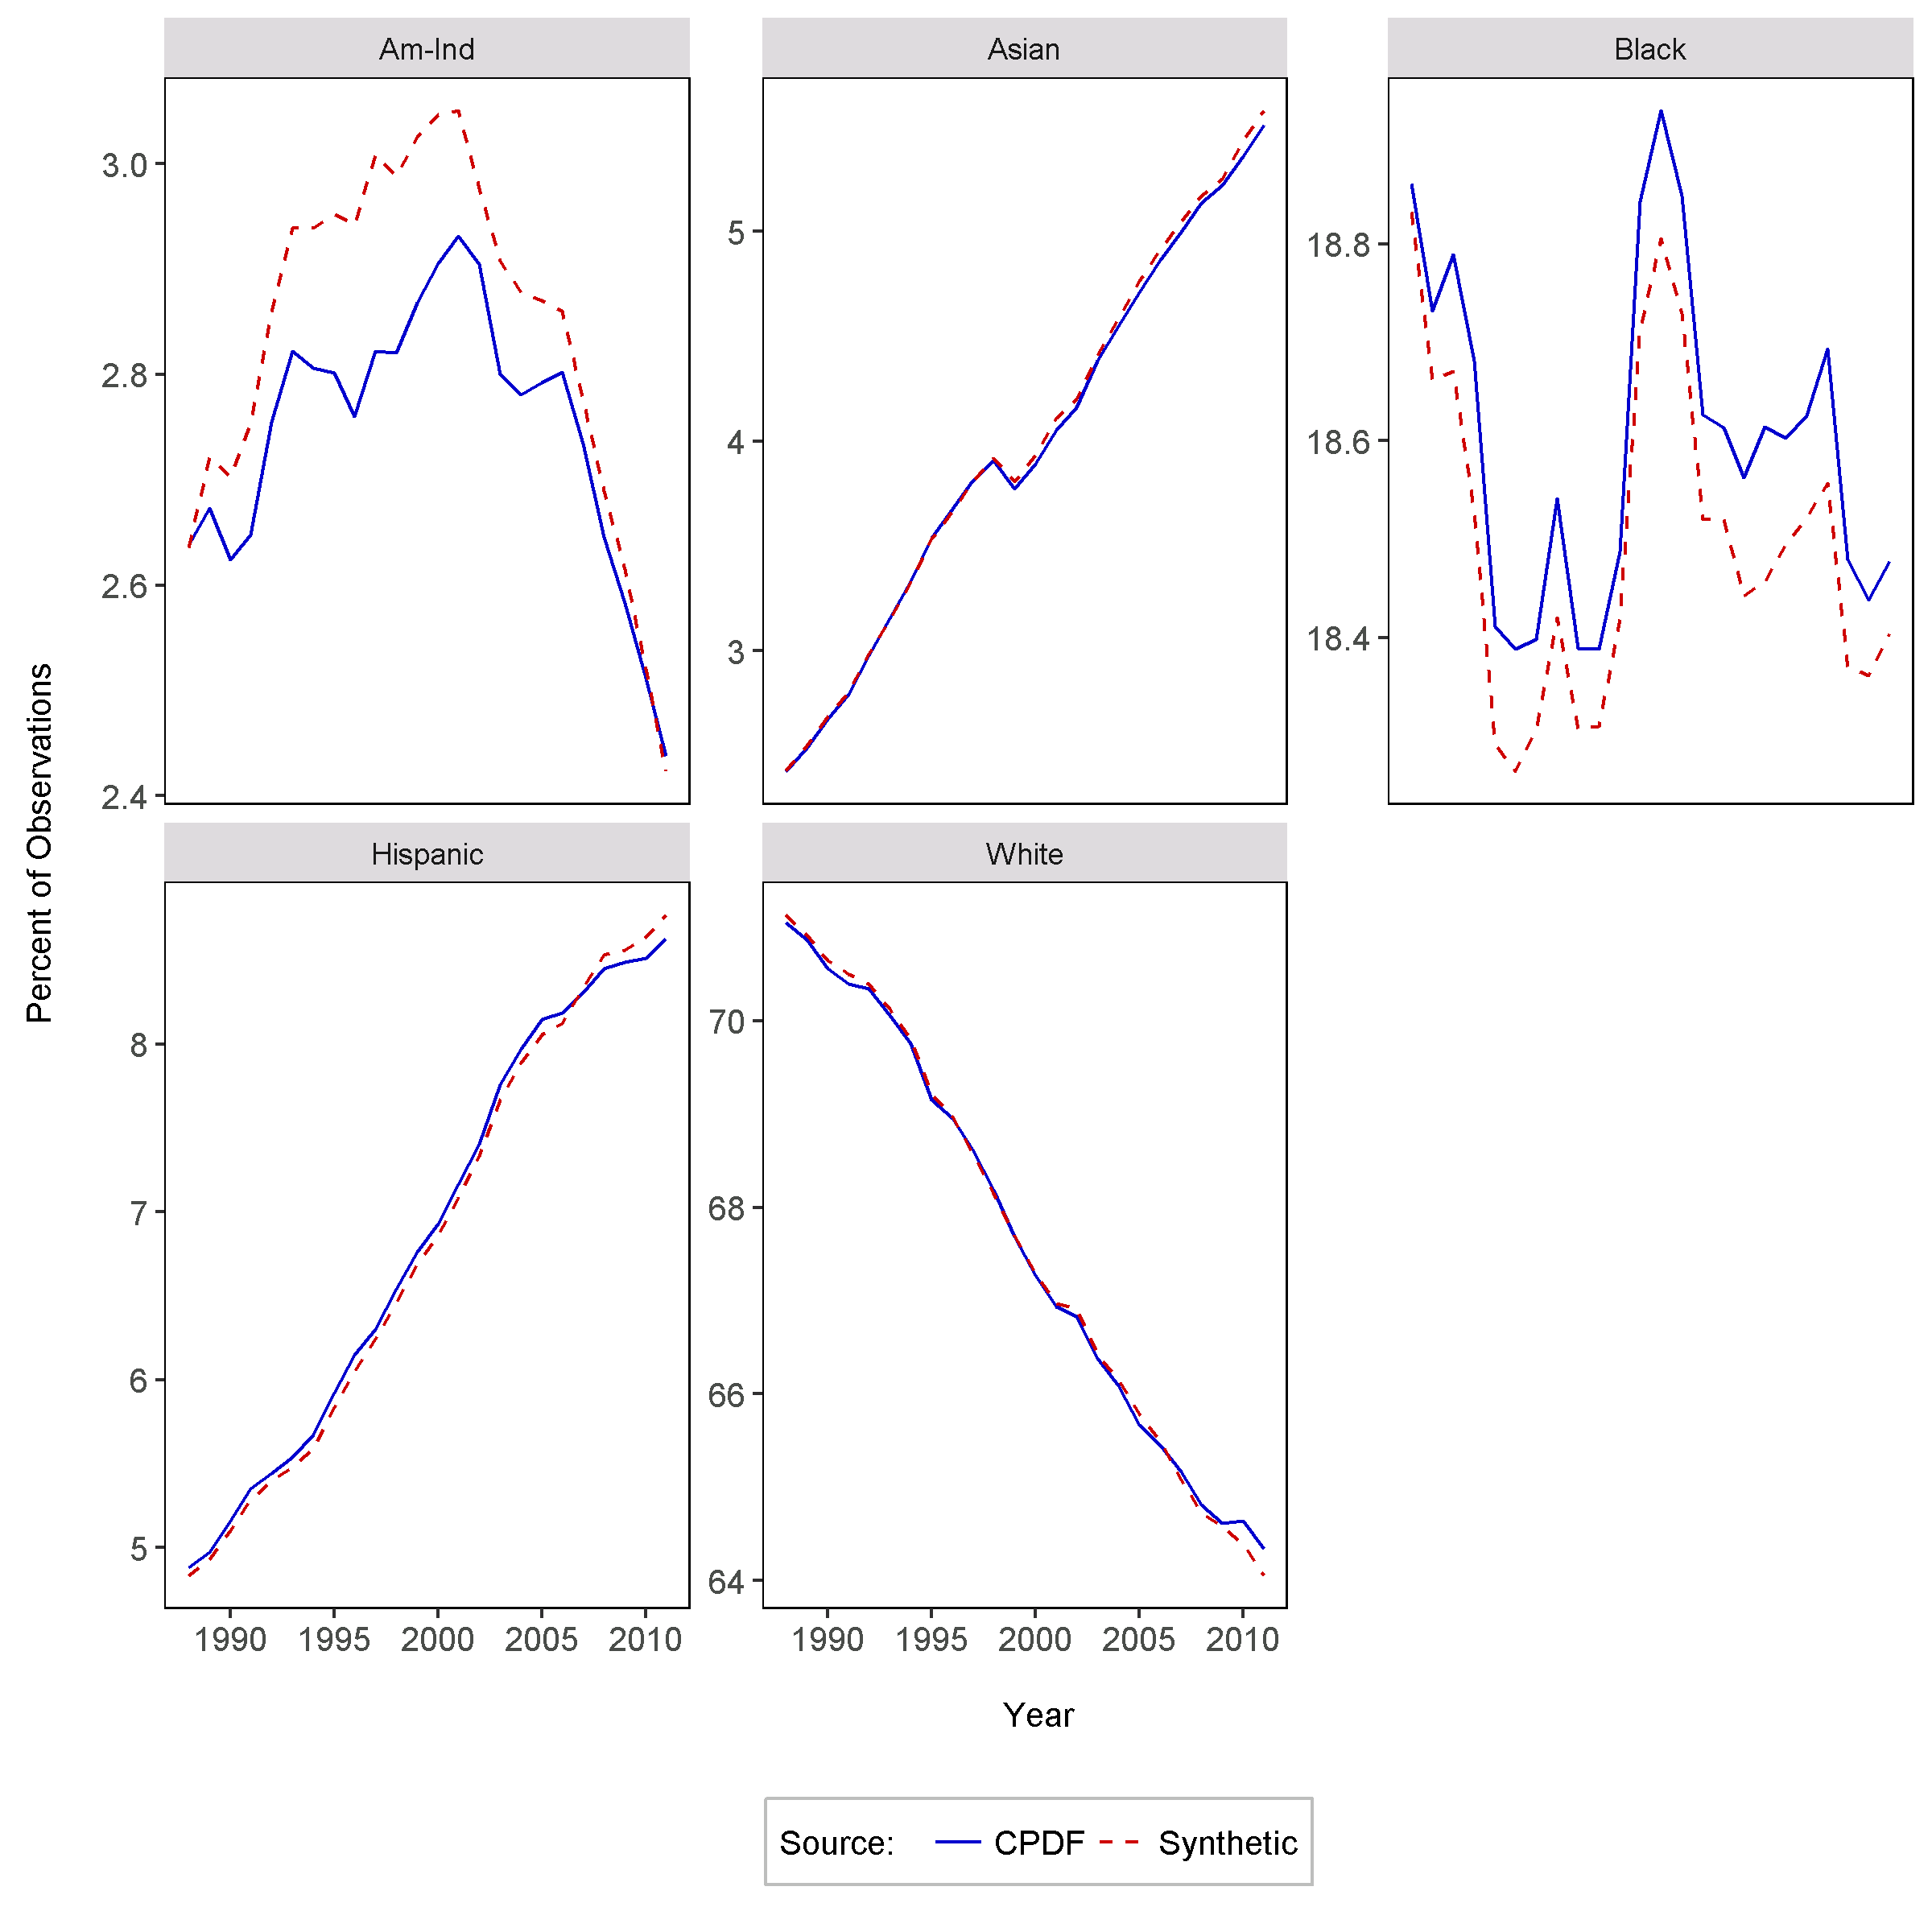 Am-Ind
Asian
Black
3.0
2.8
2.6
2.4
5
4
3
18.8
18.6
18.4
Percent of Observations
Hispanic
White
8
7
6
5
70
68
66
64
1990 1995 2000 2005 2010
1990 1995 2000 2005 2010
Year
Source: CPDF Synthetic